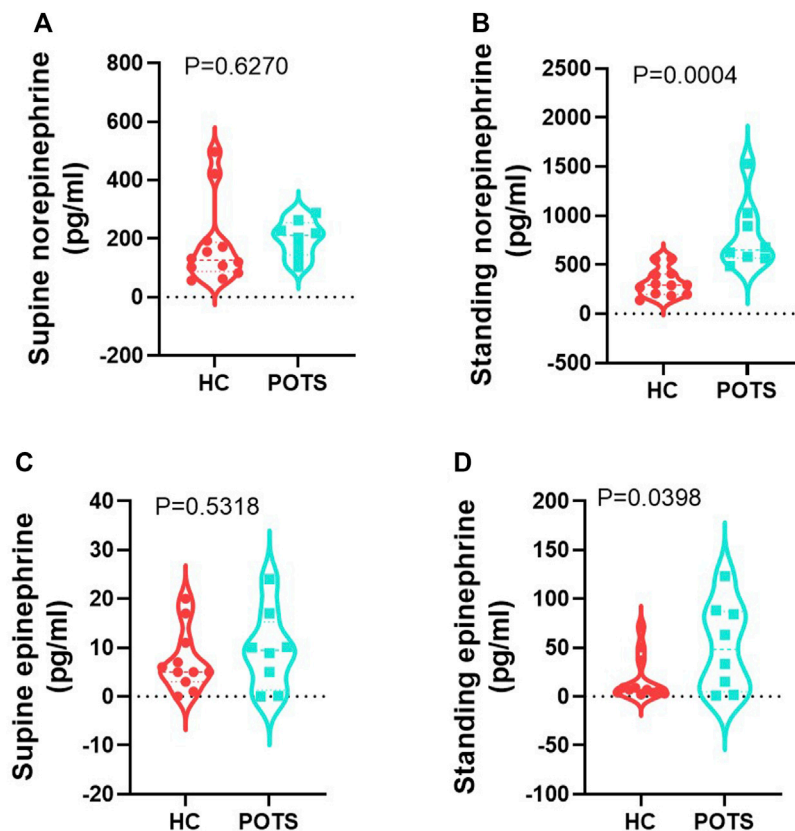 A
Supine norepinephrine
(pg/ml)
P=0.6270
800
600
400
200
0
-200
HC
POTS
B
Standing norepinephrine
(pg/ml)
P=0.0004
2500
2000
1500
1000
500
0
-500
HC
POTS
C
Supine epinephrine
(pg/ml)
P=0.5318
40
30
20
10
0
-10
-20
HC
POTS
D
Standing epinephrine
(pg/ml)
P=0.0398
200
150
100
50
0
-50
-100
HC
POTS